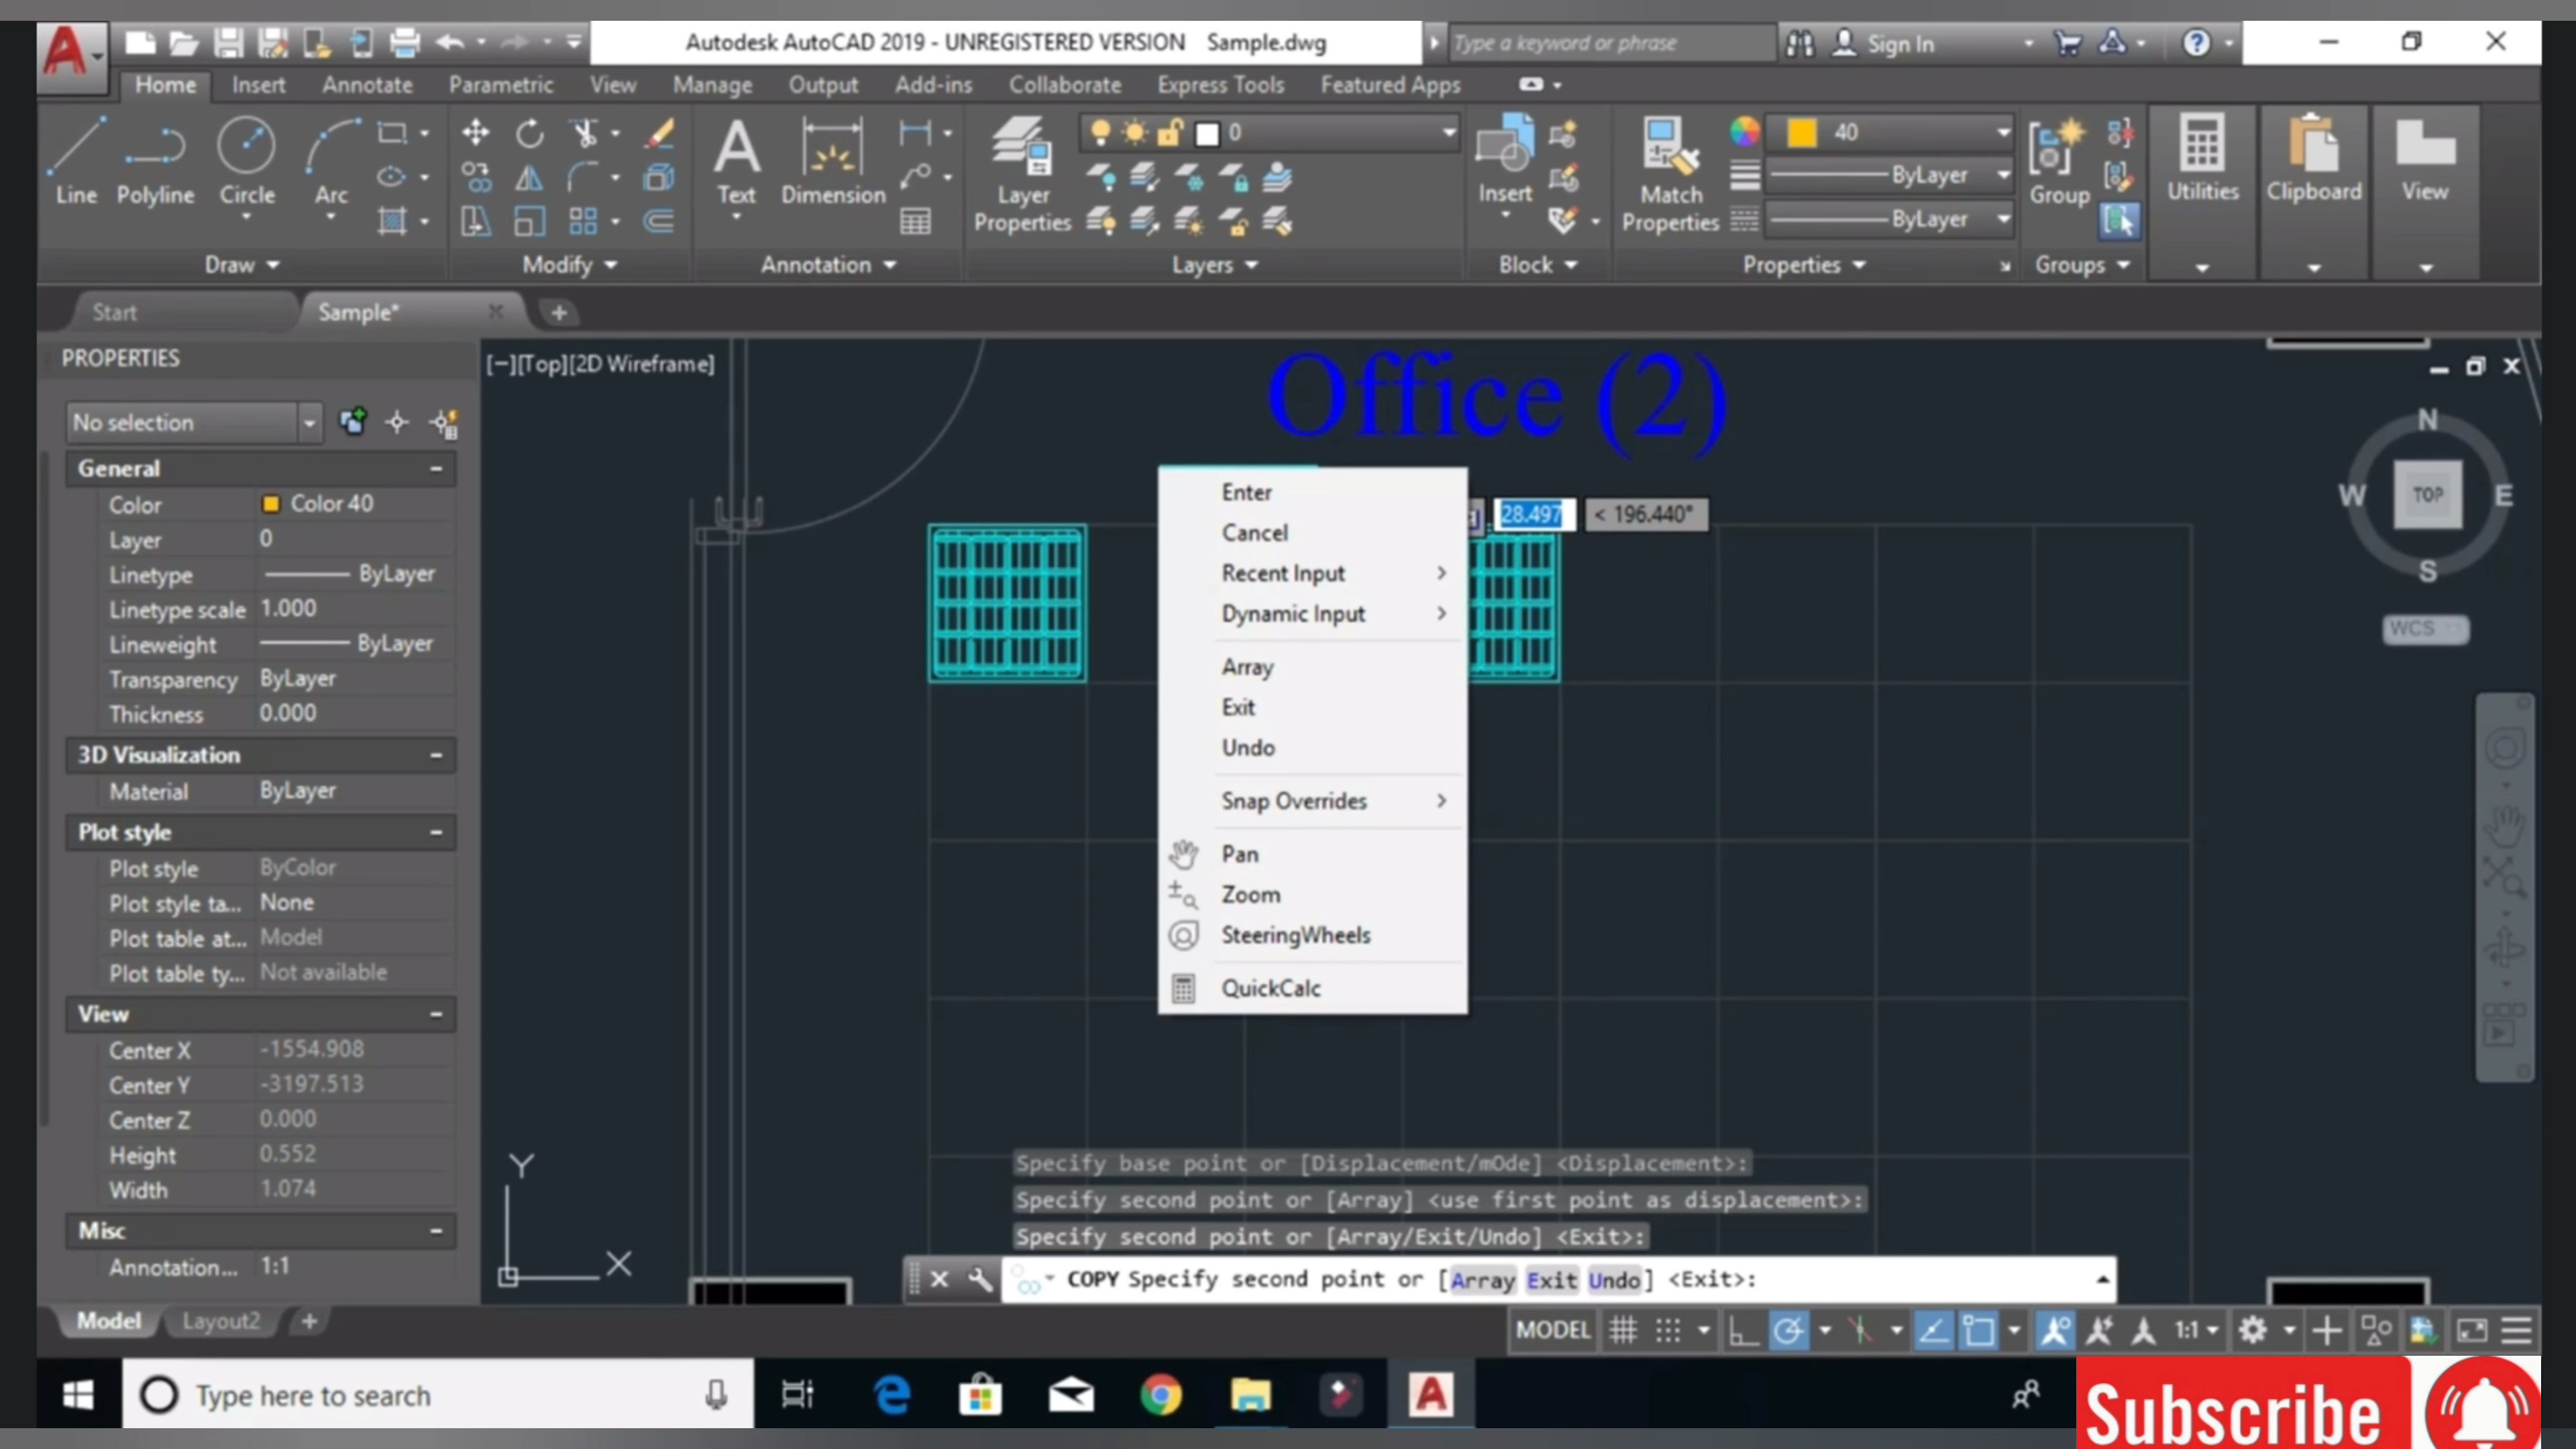 Autodesk AutoCAD 2019 - UNREGISTERED VERSION Sample.dwg
Type a keyword or phrase
Sign In
Home Insert Annotate Parametric View Manage Output Add-ins Collaborate Express Tools Featured Apps
Line Polyline Circle Arc
Text Dimension
Layer Properties
0
Insert
Match Properties
40
ByLayer
ByLayer
Group
Utilities Clipboard View
Draw Modify Annotation Layers Block Properties Groups
Start Sample*
PROPERTIES
[−][Top][2D Wireframe]
Office (2)
No selection
General
Color Color 40
Layer 0
Linetype ByLayer
Linetype scale 1.000
Lineweight ByLayer
Transparency ByLayer
Thickness 0.000
3D Visualization
Material ByLayer
Plot style
Plot style ByColor
Plot style ta... None
Plot table at... Model
Plot table ty... Not available
View
Center X -1554.908
Center Y -3197.513
Center Z 0.000
Height 0.552
Width 1.074
Misc
Annotation... 1:1
Enter
Cancel
Recent Input
Dynamic Input
Array
Exit
Undo
Snap Overrides
Pan
Zoom
SteeringWheels
QuickCalc
28.497 < 196.440°
N
W TOP E
S
WCS
Y
X
Specify base point or [Displacement/mOde] <Displacement>:
Specify second point or [Array] <use first point as displacement>:
Specify second point or [Array/Exit/Undo] <Exit>:
COPY Specify second point or [Array Exit Undo] <Exit>:
Model Layout2
MODEL 1:1
Type here to search
Subscribe